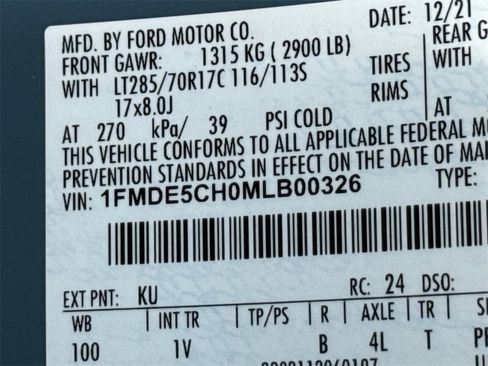 MFD. BY FORD MOTOR CO.
DATE: 12/21
FRONT GAWR: 1315 KG ( 2900 LB)
REAR G
WITH LT285/70R17C 116/113S TIRES
WITH
17x8.0J RIMS
AT 270 kPa/ 39 PSI COLD
AT
THIS VEHICLE CONFORMS TO ALL APPLICABLE FEDERAL M
PREVENTION STANDARDS IN EFFECT ON THE DATE OF MA
VIN: 1FMDE5CH0MLB00326
TYPE:
EXT PNT: KU RC: 24 DSO:
WB INT TR TP/PS R AXLE TR
100 1V B 4L T